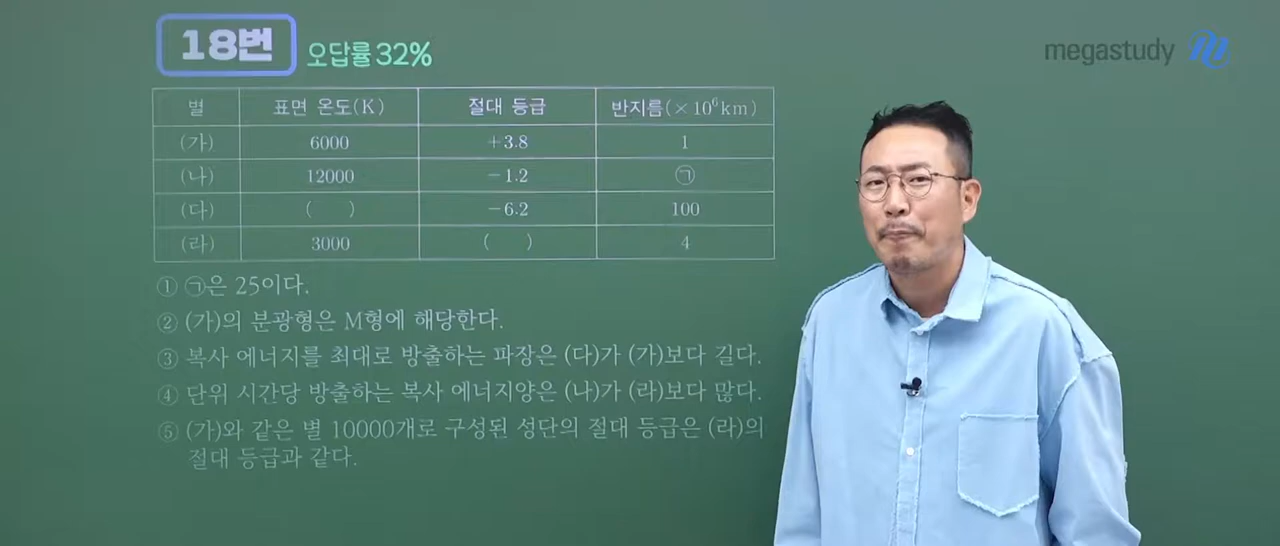 18번 오답률 32%
megastudy
별 표면 온도(K) 절대 등급 반지름(×10⁶km)
(가) 6000 +3.8 1
(나) 12000 −1.2 ㉠
(다) ( ) −6.2 100
(라) 3000 ( ) 4
① ㉠은 25이다.
② (가)의 분광형은 M형에 해당한다.
③ 복사 에너지를 최대로 방출하는 파장은 (다)가 (가)보다 길다.
④ 단위 시간당 방출하는 복사 에너지양은 (나)가 (라)보다 많다.
⑤ (가)와 같은 별 10000개로 구성된 성단의 절대 등급은 (라)의
절대 등급과 같다.